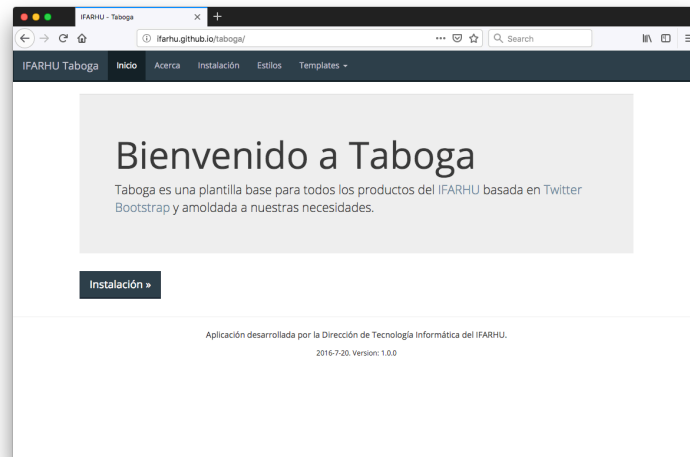 IFARHU - Taboga
ifarhu.github.io/taboga/
Search
IFARHU Taboga Inicio Acerca Instalación Estilos Templates
Bienvenido a Taboga
Taboga es una plantilla base para todos los productos del IFARHU basada en Twitter
Bootstrap y amoldada a nuestras necesidades.
Instalación »
Aplicación desarrollada por la Dirección de Tecnología Informática del IFARHU.
2016-7-20. Version: 1.0.0